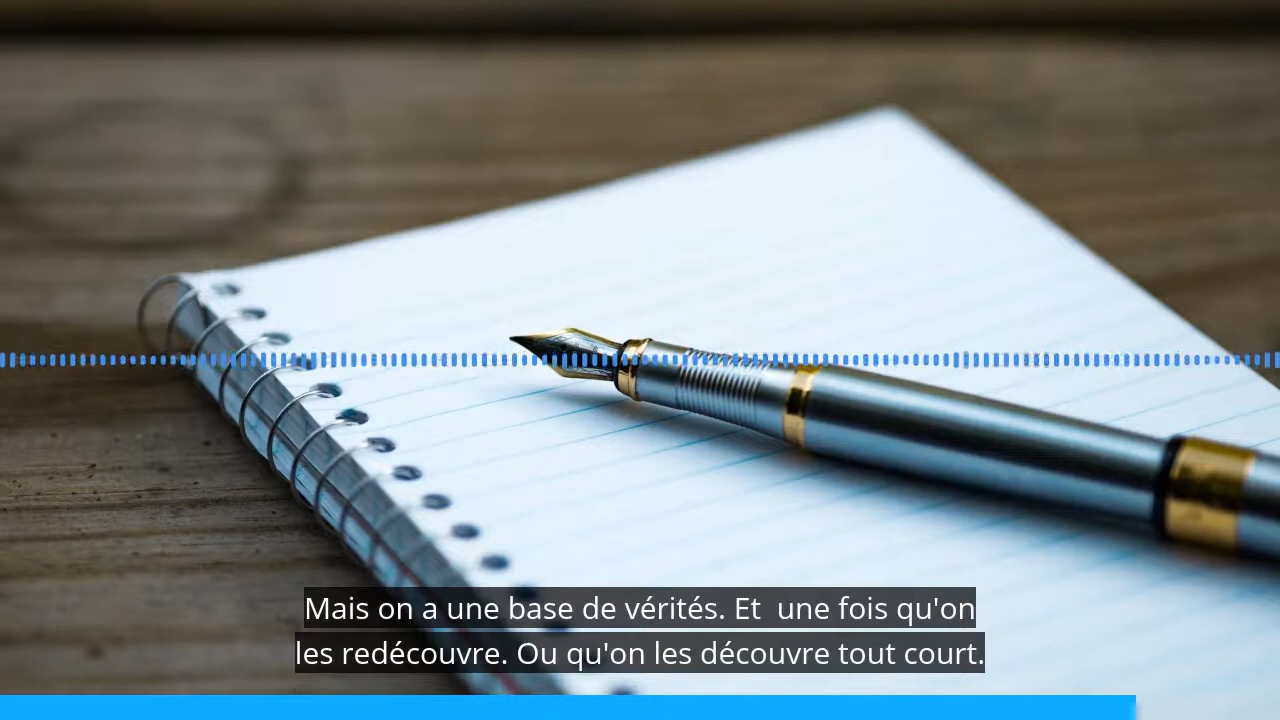 Mais on a une base de vérités. Et  une fois qu'on
les redécouvre. Ou qu'on les découvre tout court.